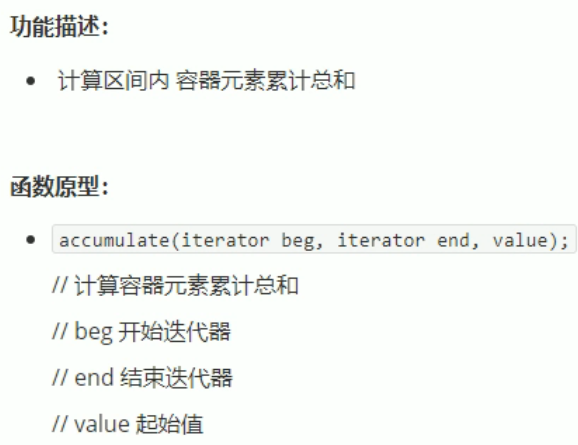 功能描述：
计算区间内 容器元素累计总和
函数原型：
accumulate(iterator beg, iterator end, value);
// 计算容器元素累计总和
// beg 开始迭代器
// end 结束迭代器
// value 起始值